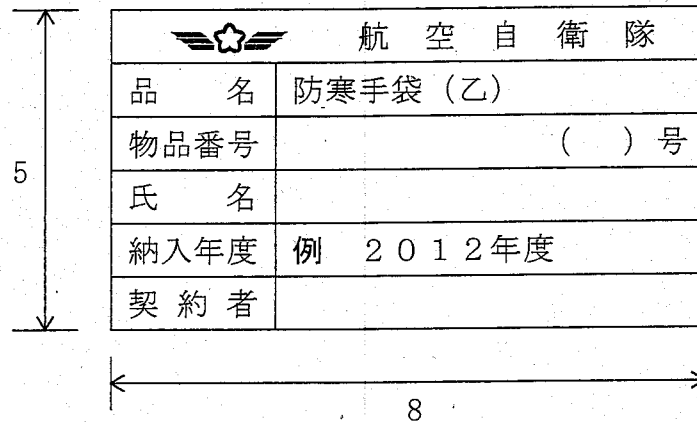 航空自衛隊
品名 防寒手袋（乙）
物品番号 （ ）号
氏名
納入年度 例 ２０１２年度
契約者
5
8